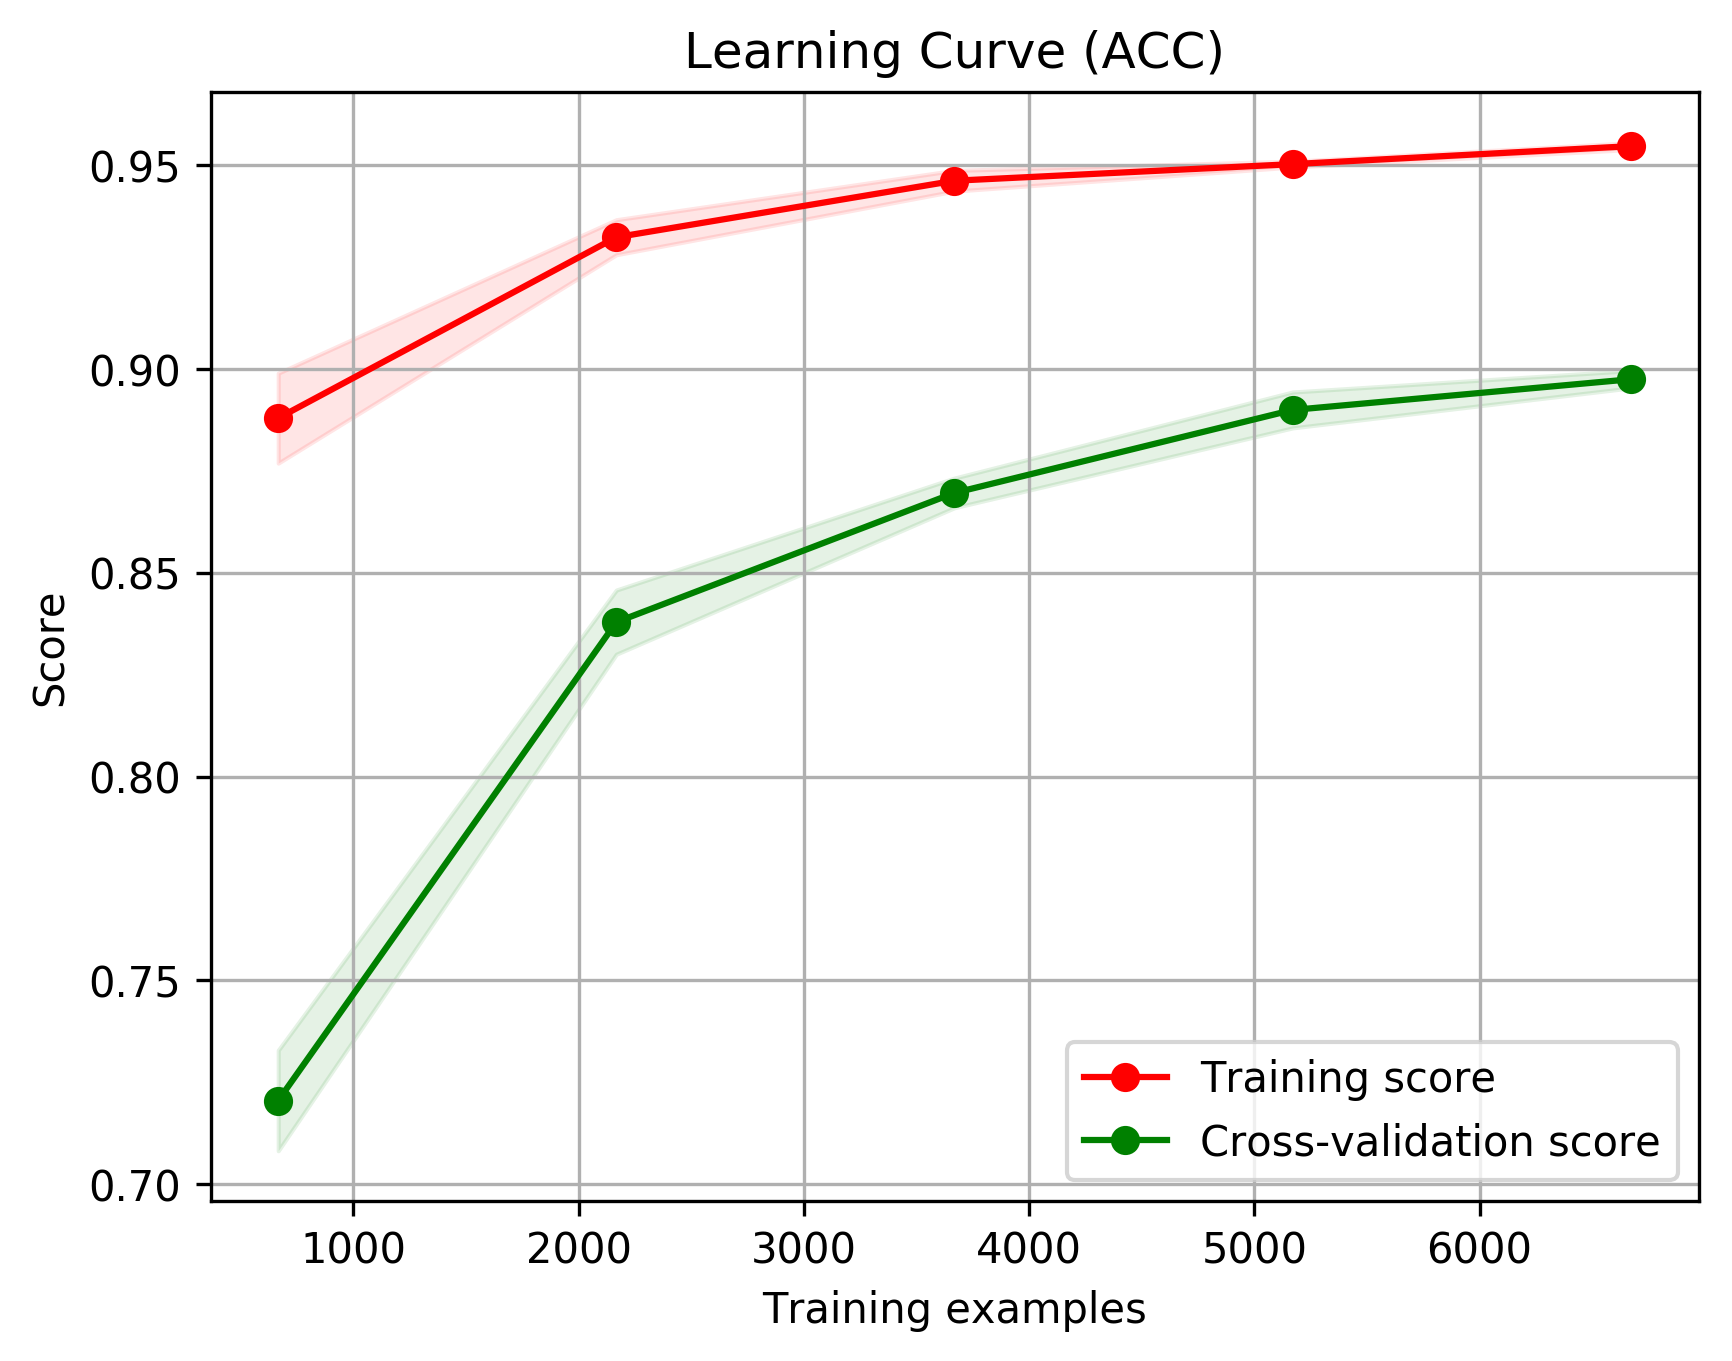 Learning Curve (ACC)
0.95
0.90
0.85
0.80
0.75
0.70
Score
1000 2000 3000 4000 5000 6000
Training examples
Training score
Cross-validation score